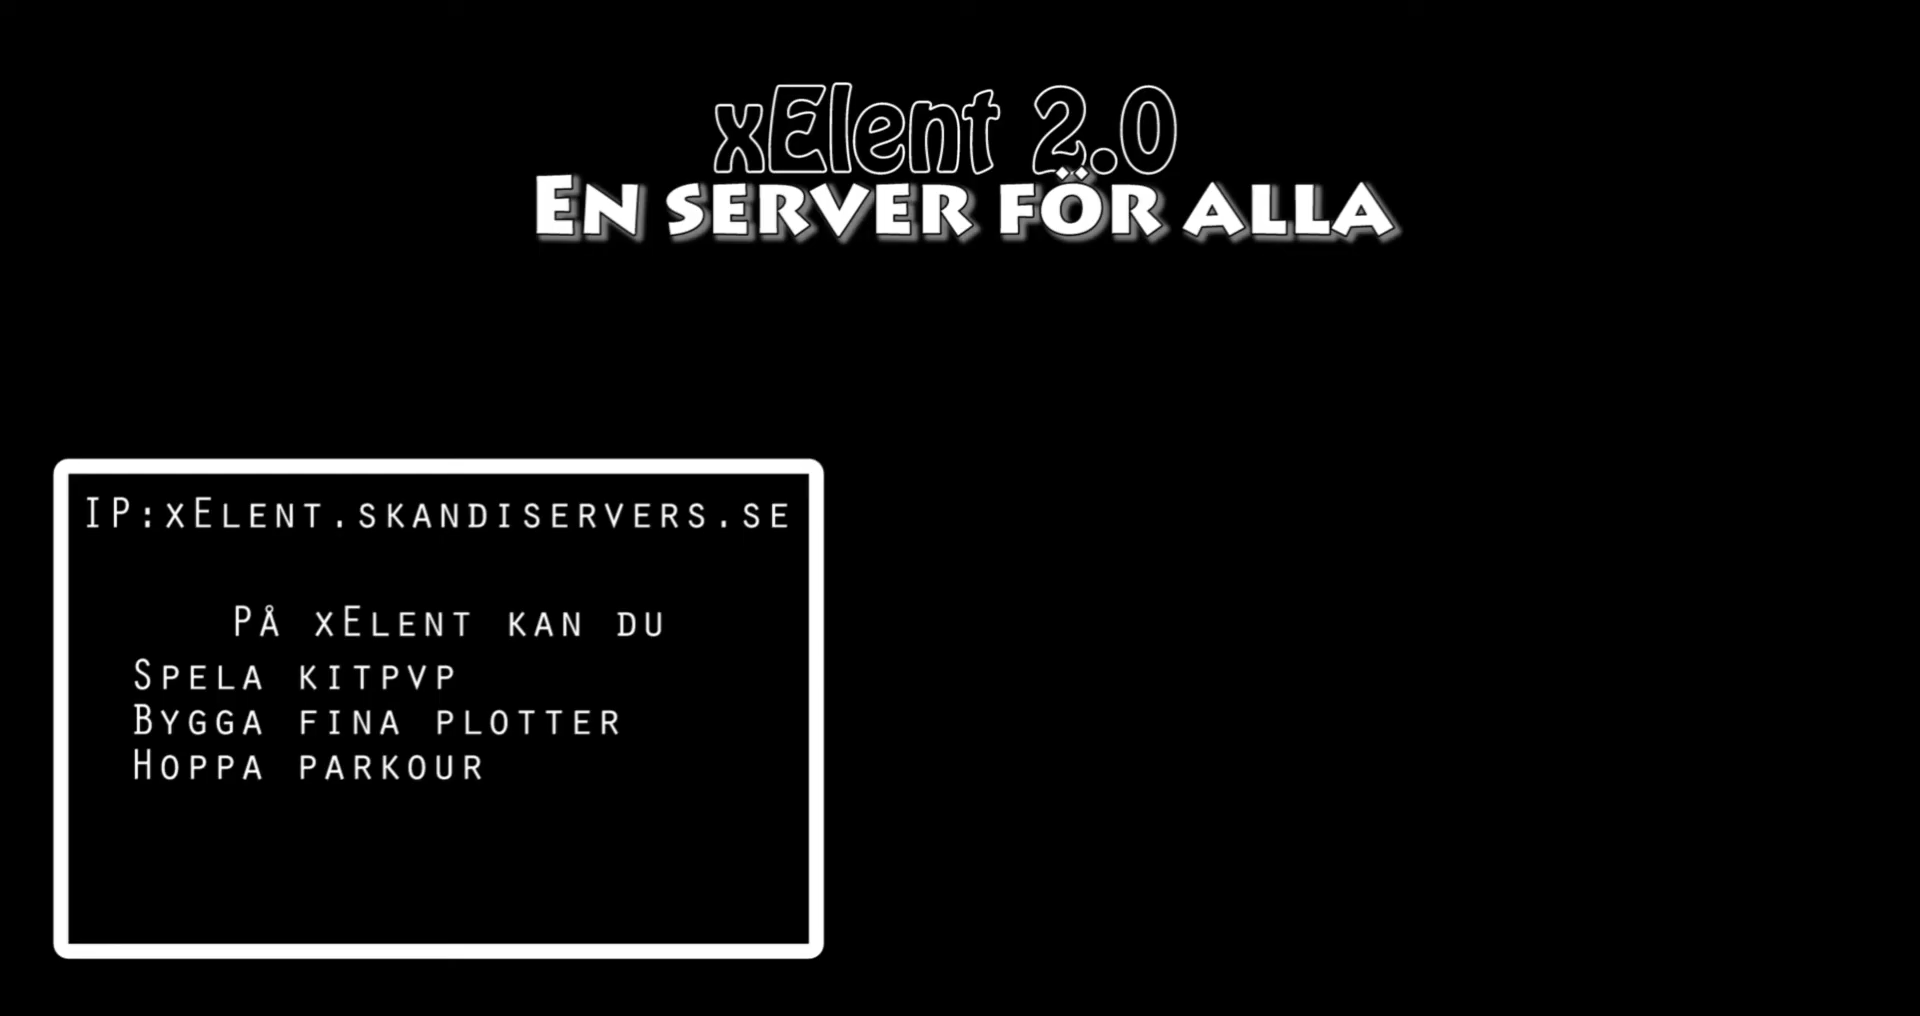 xElent 2.0
En server för alla
IP:xElent.skandiservers.se
På xElent kan du
Spela kitpvp
Bygga fina plotter
Hoppa parkour